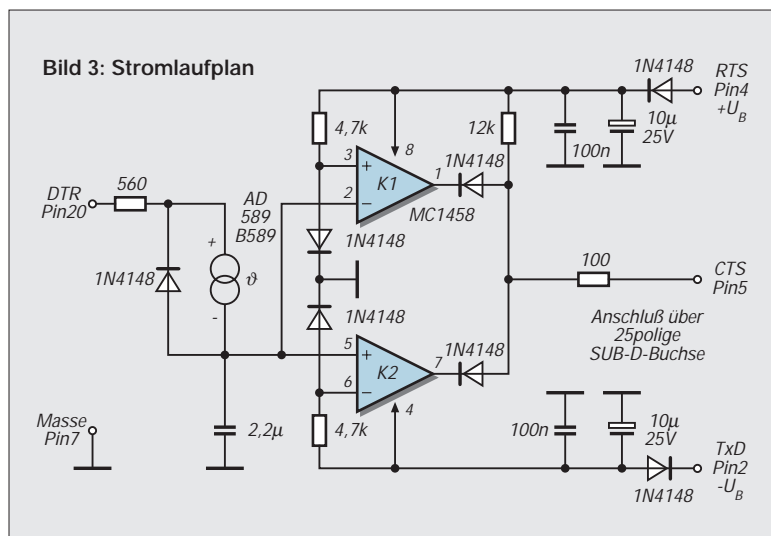 Bild 3: Stromlaufplan
1N4148
RTS
Pin4
+U_B
4,7k
12k
10µ
25V
100n
8
3
+
K1
1
1N4148
2
−
MC1458
DTR
Pin20
560
AD
589
B589
+
ϑ
-
1N4148
1N4148
1N4148
100
CTS
Pin5
Anschluß über
25polige
SUB-D-Buchse
5
+
K2
7
1N4148
6
−
4
4,7k
2,2µ
Masse
Pin7
100n
10µ
25V
TxD
Pin2
-U_B
1N4148